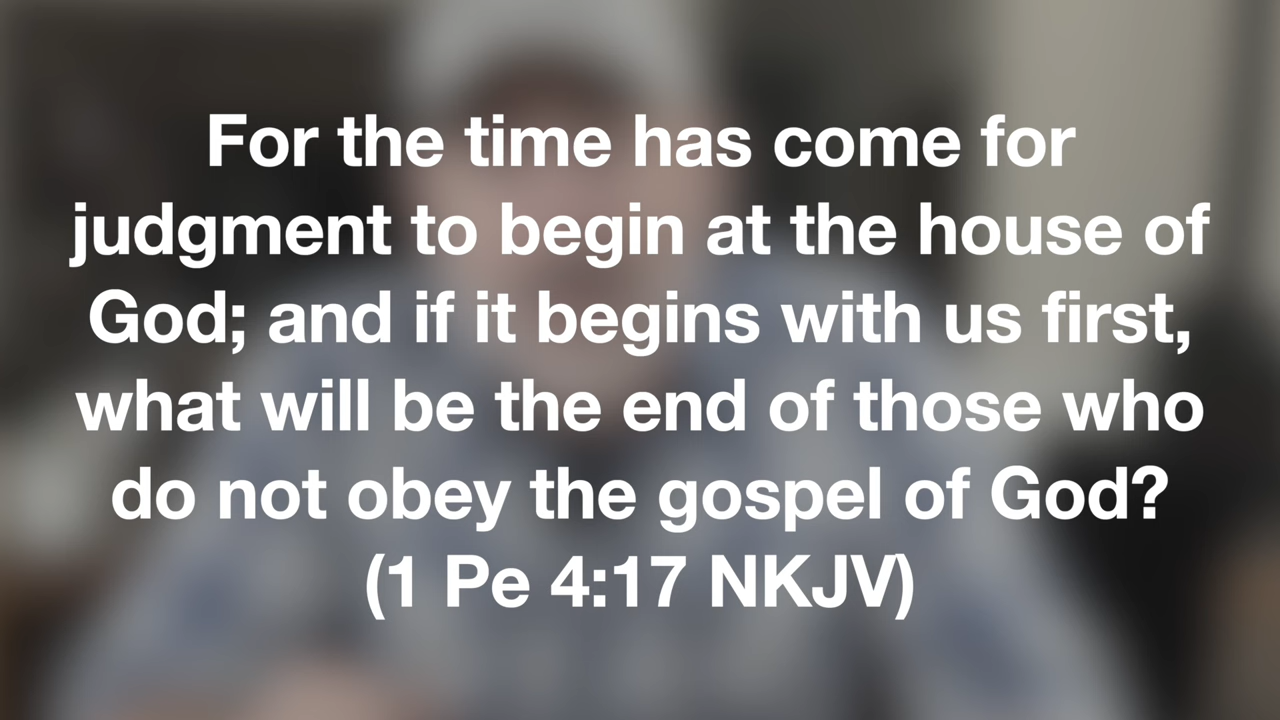 For the time has come for
judgment to begin at the house of
God; and if it begins with us first,
what will be the end of those who
do not obey the gospel of God?
(1 Pe 4:17 NKJV)